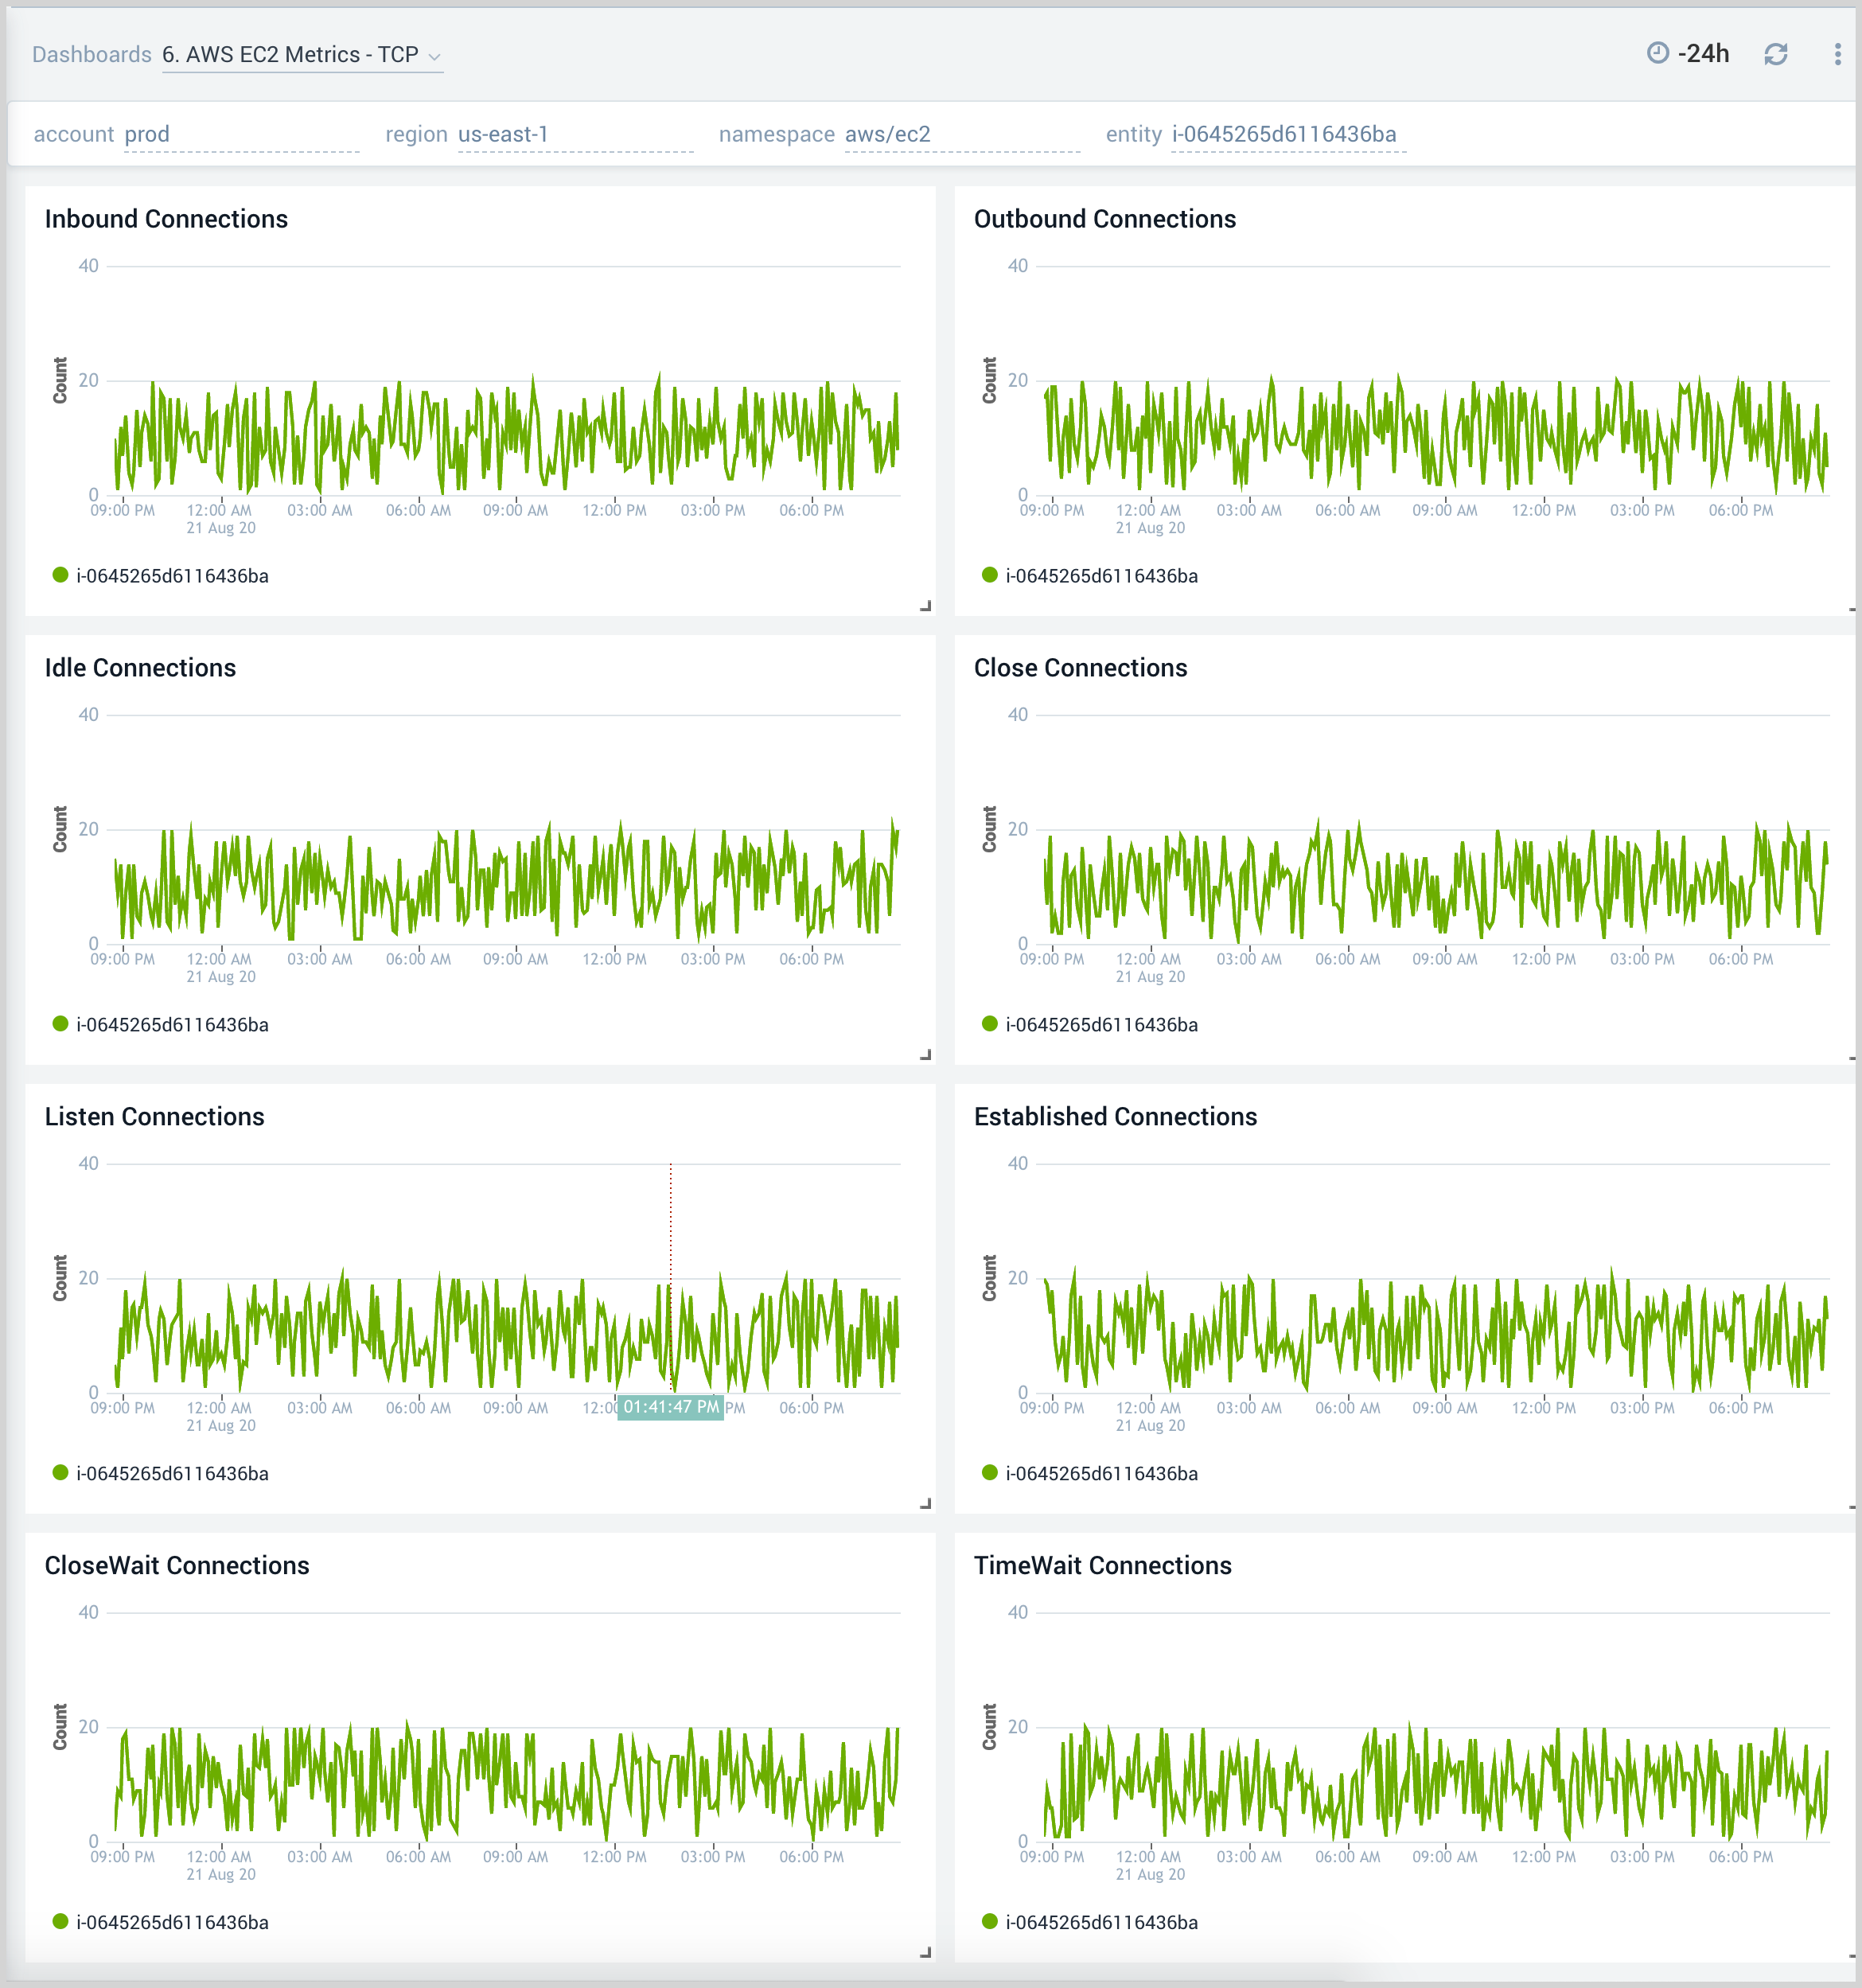 Dashboards 6. AWS EC2 Metrics - TCP -24h
account prod region us-east-1 namespace aws/ec2 entity i-0645265d6116436ba
Inbound Connections
40
Count
20
0
09:00 PM 12:00 AM 03:00 AM 06:00 AM 09:00 AM 12:00 PM 03:00 PM 06:00 PM
21 Aug 20
i-0645265d6116436ba
Outbound Connections
40
Count
20
0
09:00 PM 12:00 AM 03:00 AM 06:00 AM 09:00 AM 12:00 PM 03:00 PM 06:00 PM
21 Aug 20
i-0645265d6116436ba
Idle Connections
40
Count
20
0
09:00 PM 12:00 AM 03:00 AM 06:00 AM 09:00 AM 12:00 PM 03:00 PM 06:00 PM
21 Aug 20
i-0645265d6116436ba
Close Connections
40
Count
20
0
09:00 PM 12:00 AM 03:00 AM 06:00 AM 09:00 AM 12:00 PM 03:00 PM 06:00 PM
21 Aug 20
i-0645265d6116436ba
Listen Connections
40
Count
20
0
09:00 PM 12:00 AM 03:00 AM 06:00 AM 09:00 AM 12:00 01:41:47 PM PM 06:00 PM
21 Aug 20
i-0645265d6116436ba
Established Connections
40
Count
20
0
09:00 PM 12:00 AM 03:00 AM 06:00 AM 09:00 AM 12:00 PM 03:00 PM 06:00 PM
21 Aug 20
i-0645265d6116436ba
CloseWait Connections
40
Count
20
0
09:00 PM 12:00 AM 03:00 AM 06:00 AM 09:00 AM 12:00 PM 03:00 PM 06:00 PM
21 Aug 20
i-0645265d6116436ba
TimeWait Connections
40
Count
20
0
09:00 PM 12:00 AM 03:00 AM 06:00 AM 09:00 AM 12:00 PM 03:00 PM 06:00 PM
21 Aug 20
i-0645265d6116436ba